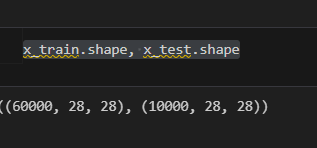 x_train.shape, x_test.shape
((60000, 28, 28), (10000, 28, 28))